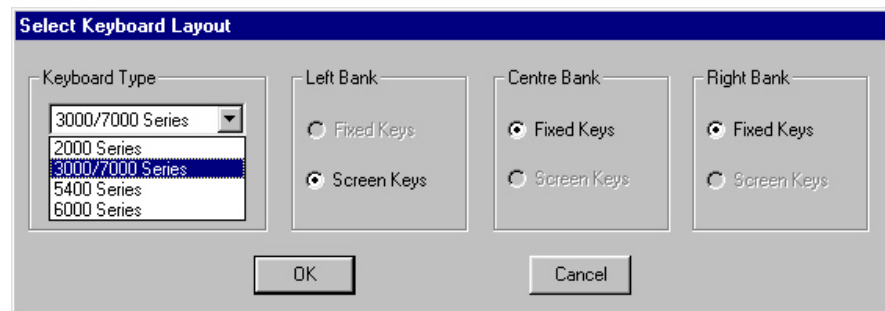 Select Keyboard Layout
Keyboard Type
3000/7000 Series
2000 Series
3000/7000 Series
5400 Series
6000 Series
Left Bank
Fixed Keys
Screen Keys
Centre Bank
Fixed Keys
Screen Keys
Right Bank
Fixed Keys
Screen Keys
OK
Cancel